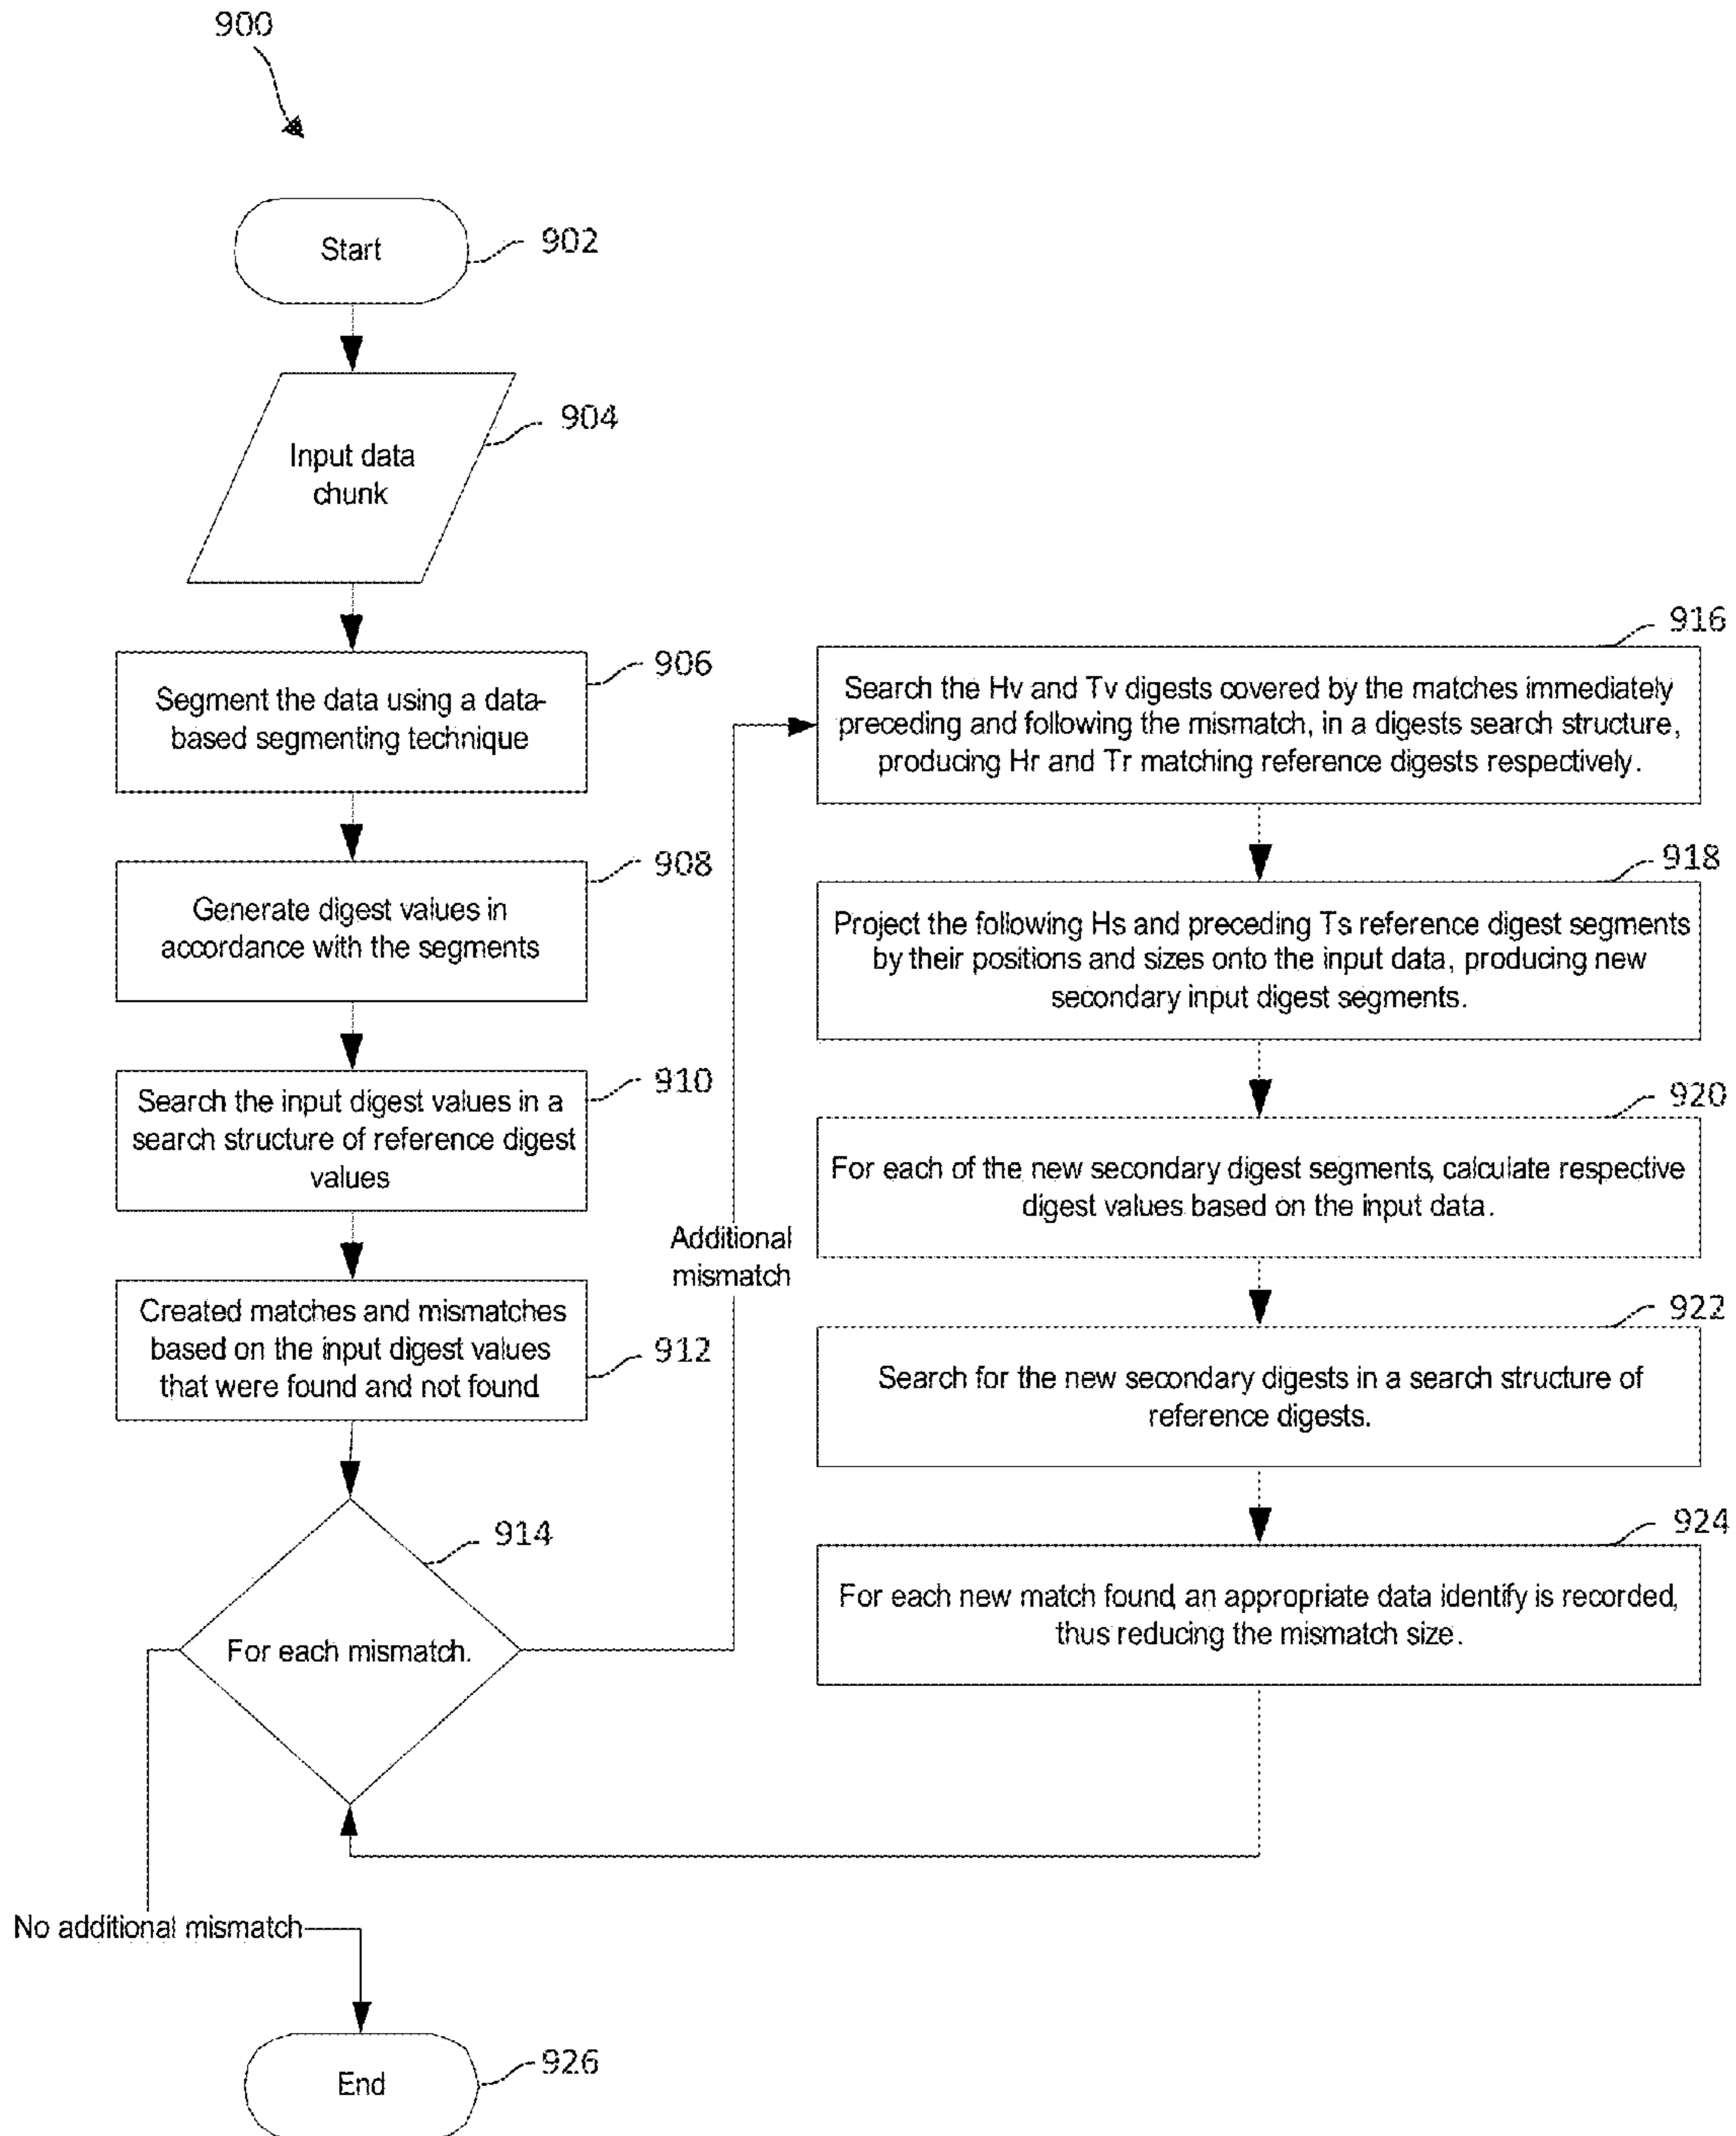 900
Start
902
Input data
chunk
904
Segment the data using a data-
based segmenting technique
906
Generate digest values in
accordance with the segments
908
Search the input digest values in a
search structure of reference digest
values
910
Created matches and mismatches
based on the input digest values
that were found and not found
912
For each mismatch.
914
Additional
mismatch
Search the Hv and Tv digests covered by the matches immediately
preceding and following the mismatch, in a digests search structure,
producing Hr and Tr matching reference digests respectively.
916
Project the following Hs and preceding Ts reference digest segments
by their positions and sizes onto the input data, producing new
secondary input digest segments.
918
For each of the new secondary digest segments, calculate respective
digest values based on the input data.
920
Search for the new secondary digests in a search structure of
reference digests.
922
For each new match found, an appropriate data identify is recorded,
thus reducing the mismatch size.
924
No additional mismatch
End
926